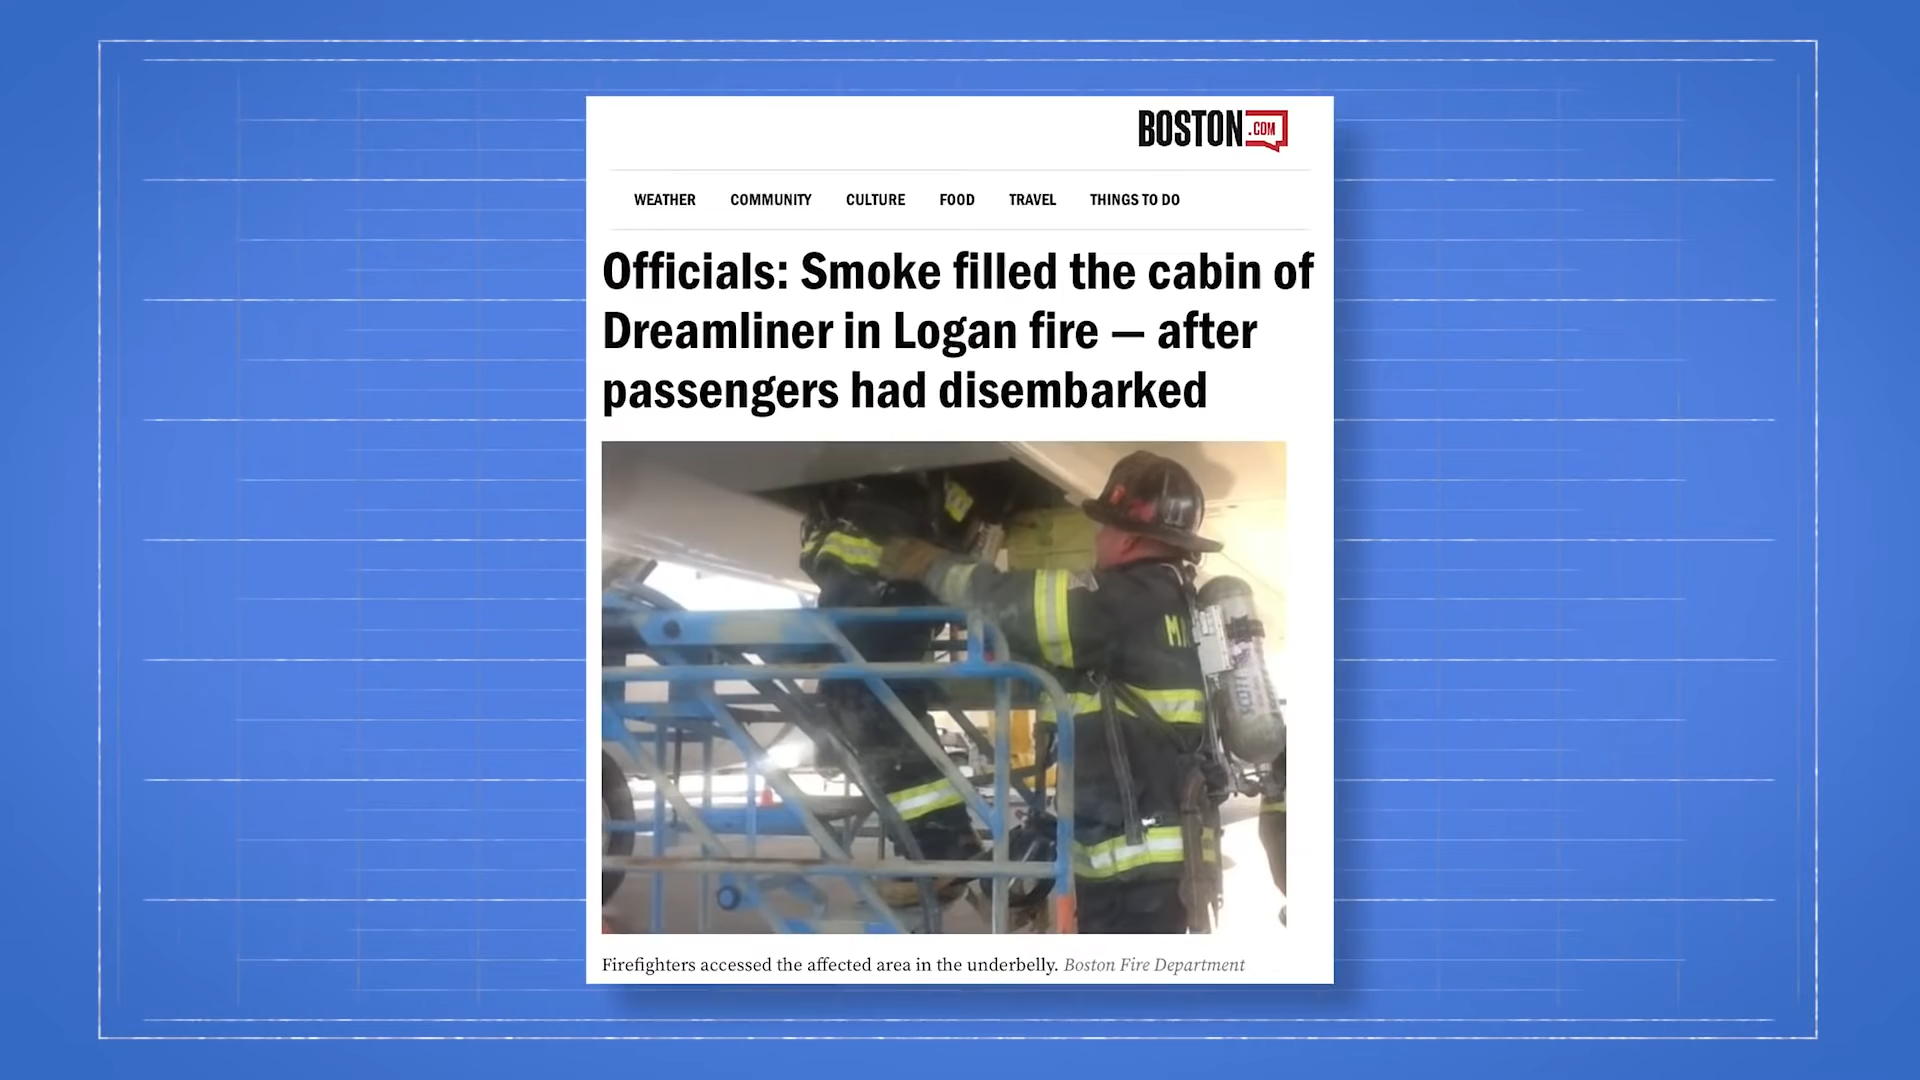 BOSTON.COM
WEATHER COMMUNITY CULTURE FOOD TRAVEL THINGS TO DO
Officials: Smoke filled the cabin of
Dreamliner in Logan fire — after
passengers had disembarked
SCOTT
Firefighters accessed the affected area in the underbelly. Boston Fire Department